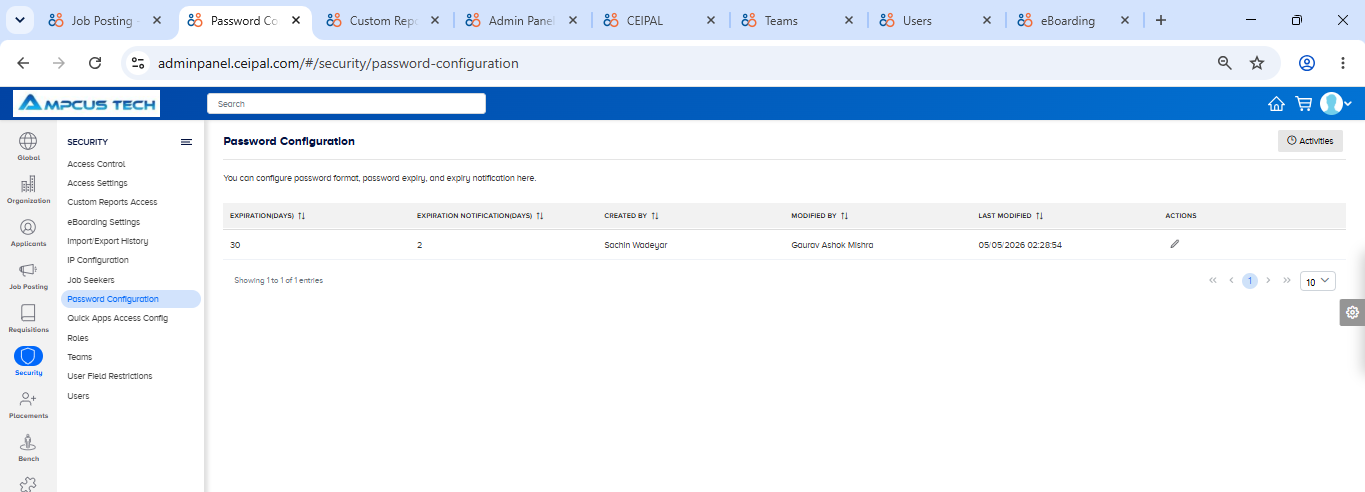 Job Posting -
Password Co
Custom Repo
Admin Panel
CEIPAL
Teams
Users
eBoarding
adminpanel.ceipal.com/#/security/password-configuration
AMPCUS TECH
Search
Global
Organization
Applicants
Job Posting
Requisitions
Security
Placements
Bench
SECURITY
Access Control
Access Settings
Custom Reports Access
eBoarding Settings
Import/Export History
IP Configuration
Job Seekers
Password Configuration
Quick Apps Access Config
Roles
Teams
User Field Restrictions
Users
Password Configuration
Activities
You can configure password format, password expiry, and expiry notification here.
EXPIRATION(DAYS) EXPIRATION NOTIFICATION(DAYS) CREATED BY MODIFIED BY LAST MODIFIED ACTIONS
30 2 Sachin Wadeyar Gaurav Ashok Mishra 05/05/2026 02:28:54
Showing 1 to 1 of 1 entries
1
10